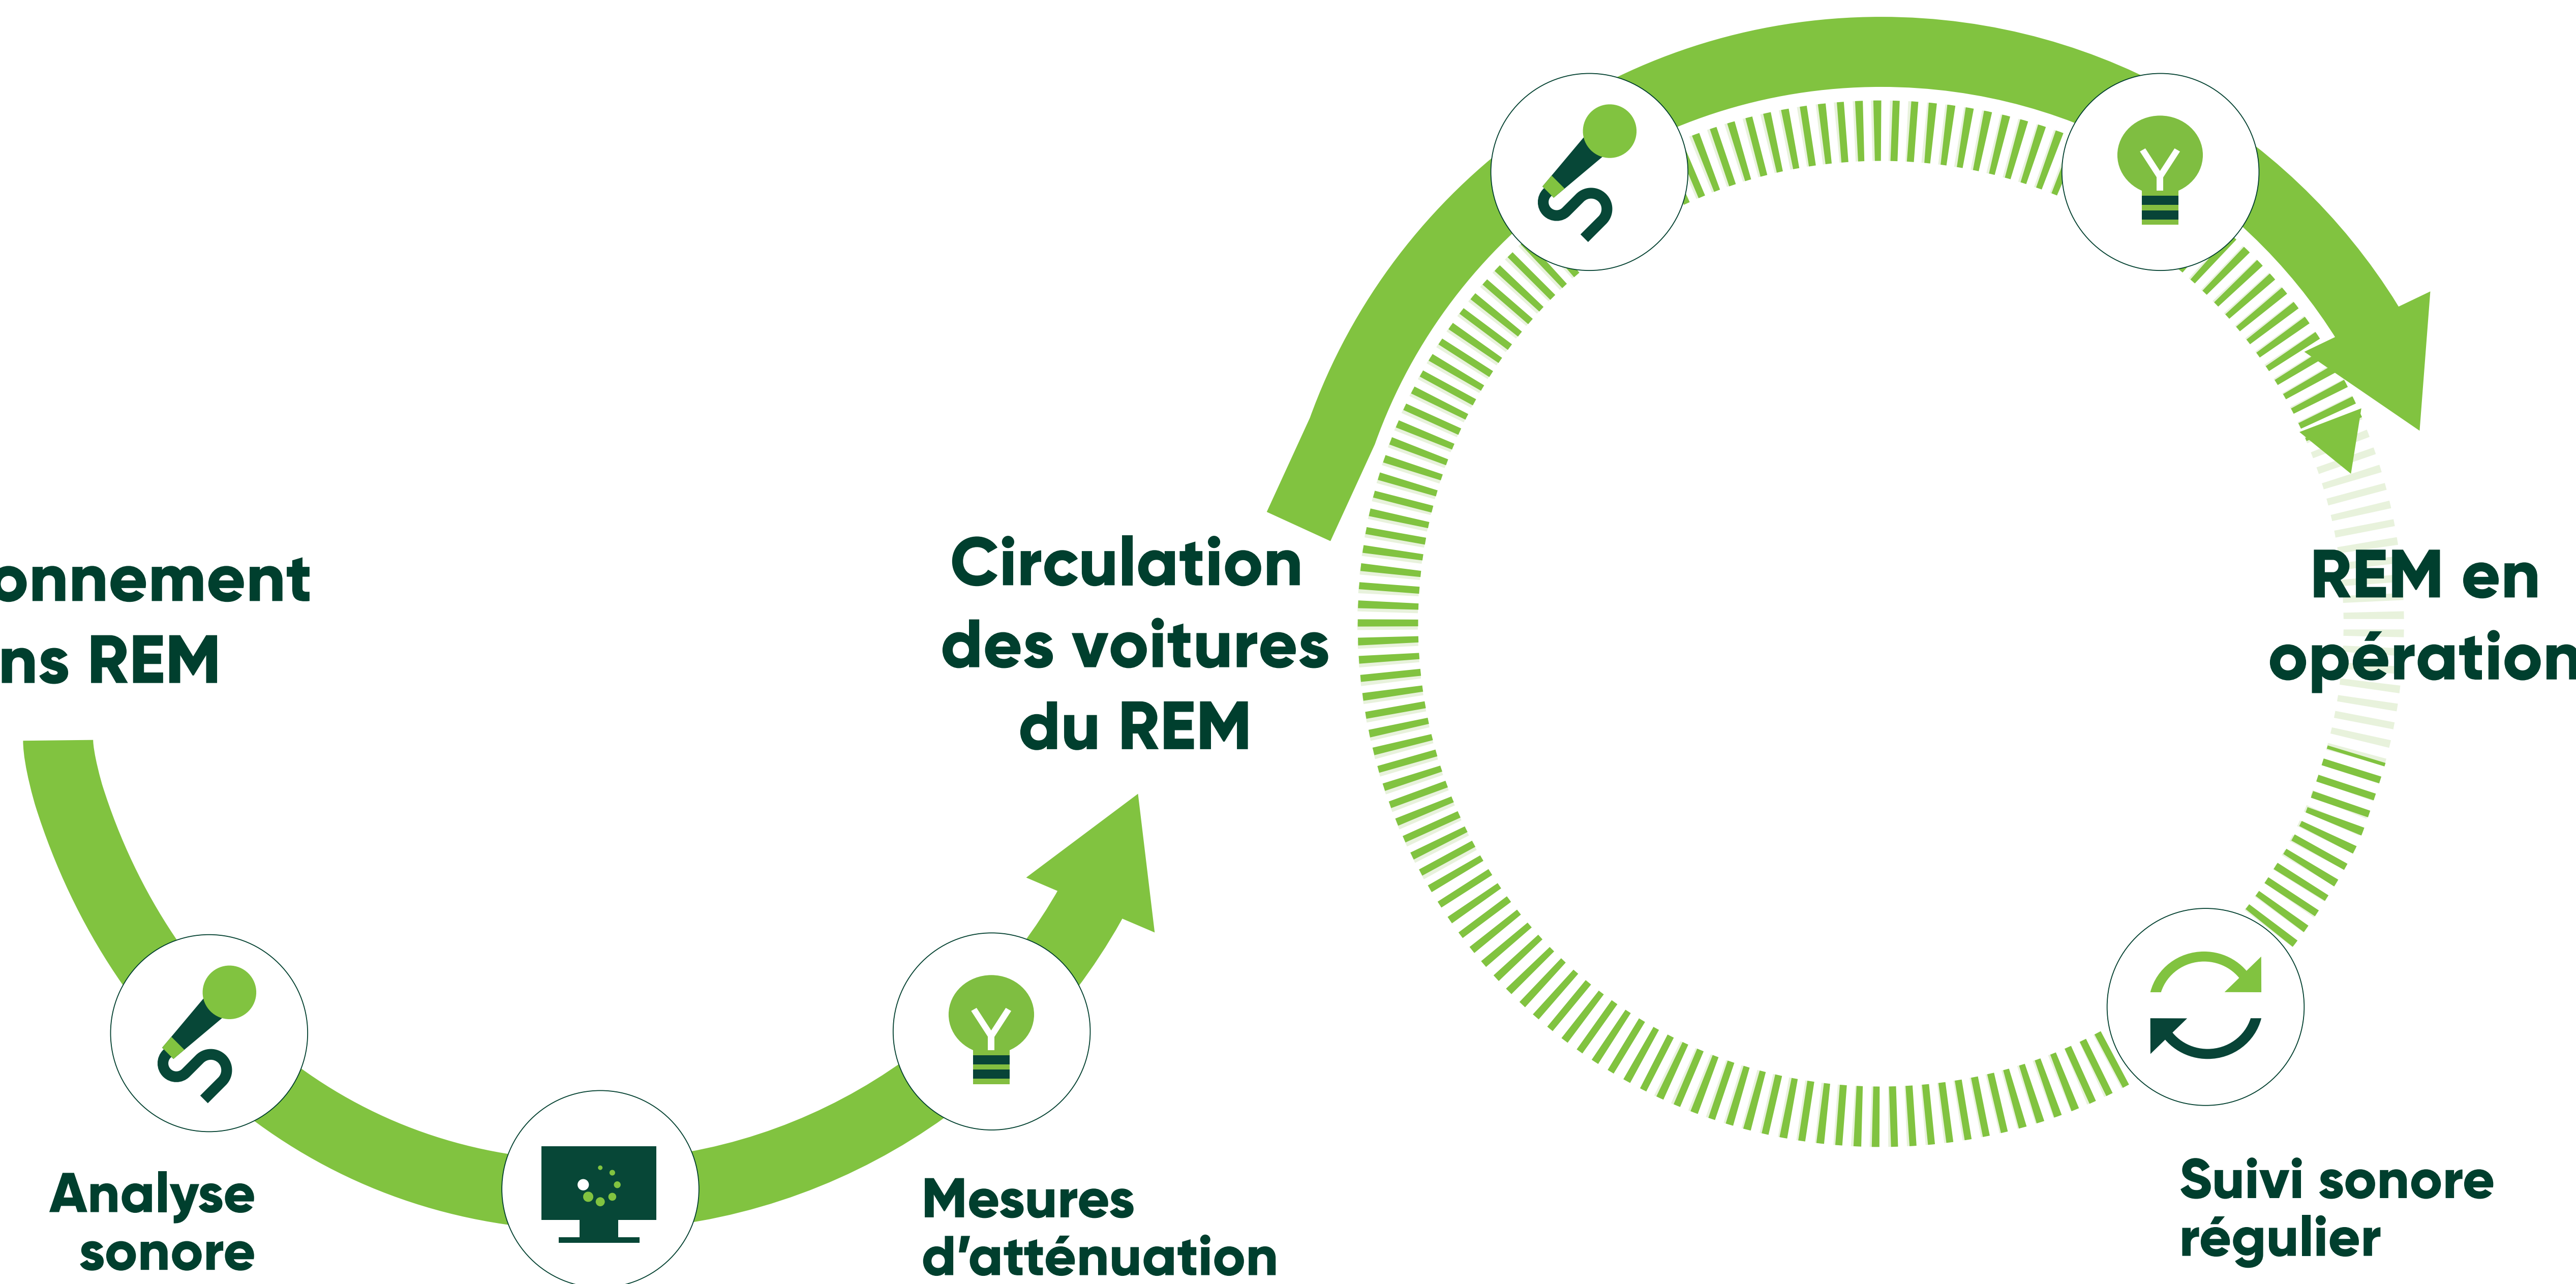 onnement
ns REM
Circulation
des voitures
du REM
REM en
opération
Analyse
sonore
Mesures
d'atténuation
Suivi sonore
régulier